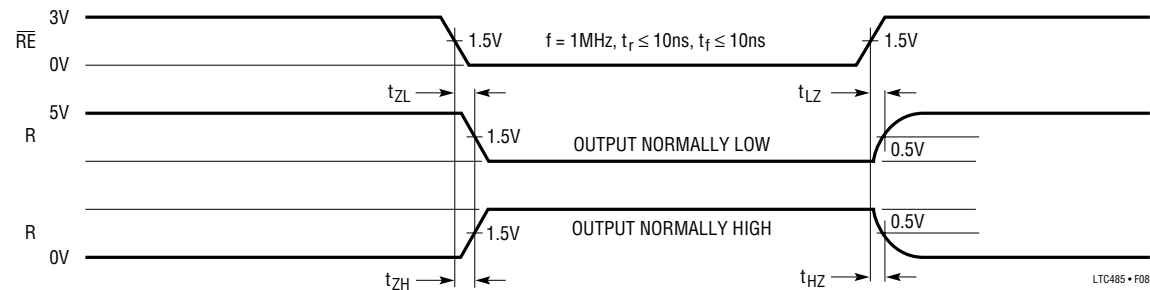 3V
R̅E̅
1.5V
f = 1MHz, tr ≤ 10ns, tf ≤ 10ns
1.5V
0V
tZL
tLZ
5V
R
1.5V
OUTPUT NORMALLY LOW
0.5V
R
1.5V
OUTPUT NORMALLY HIGH
0.5V
0V
tZH
tHZ
LTC485 • F08